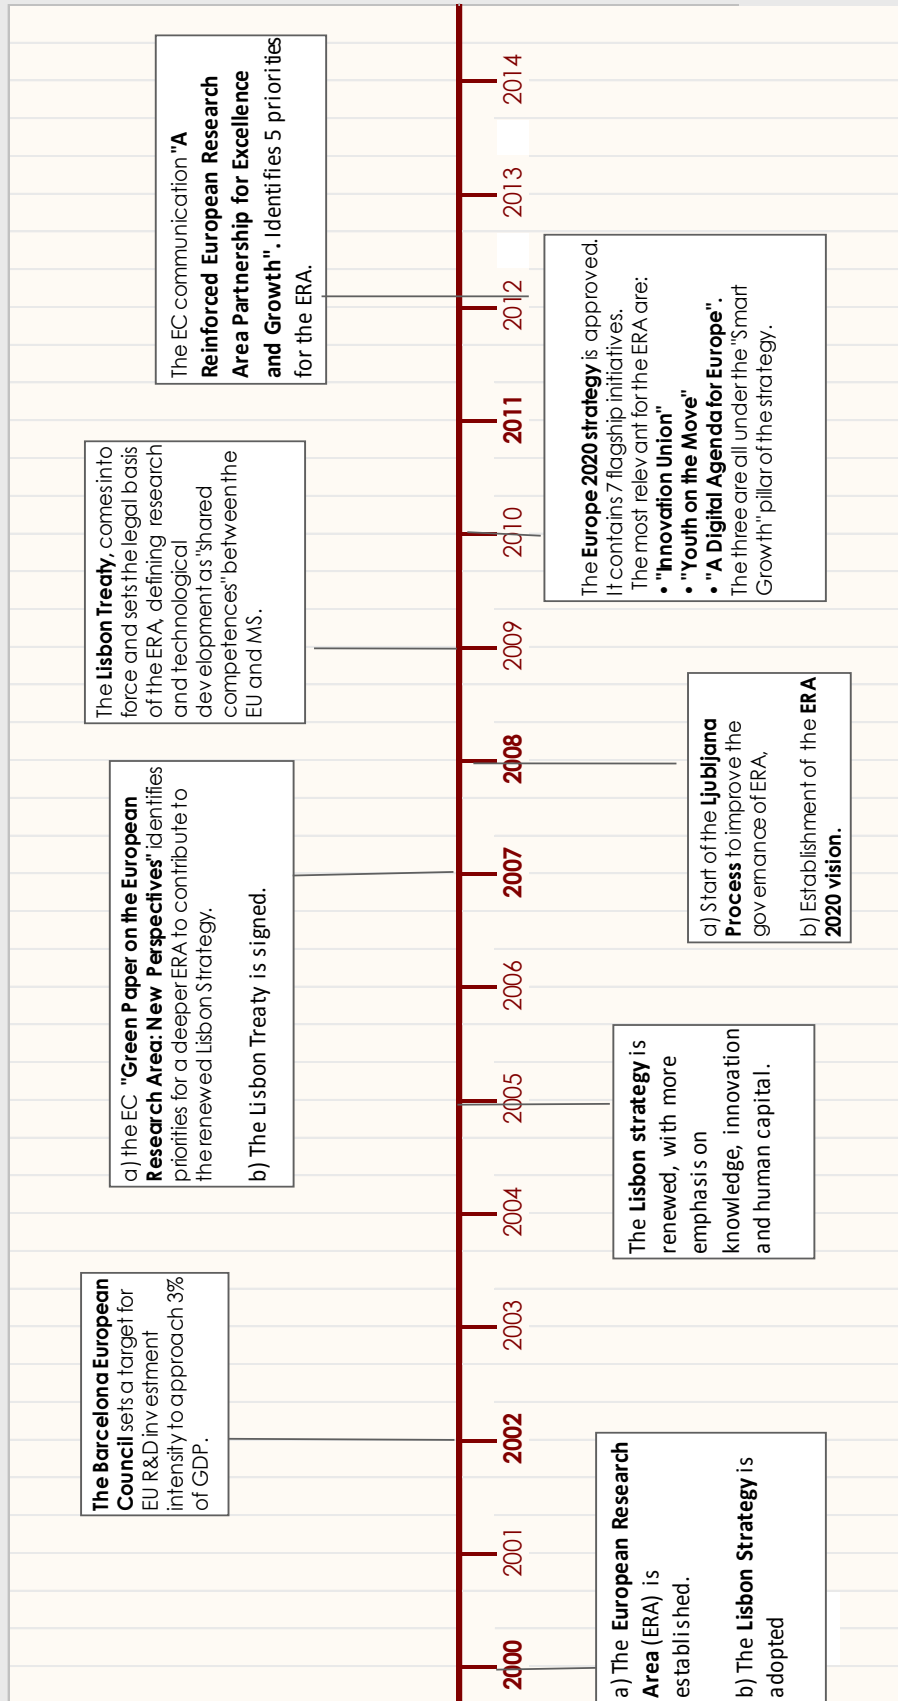 The EC communication "A
Reinforced European Research
Area Partnership for Excellence
and Growth". Identifies 5 priorities
for the ERA.
The Lisbon Treaty, comes into
force and sets the legal basis
of the ERA, defining research
and technological
development as "shared
competences" between the
EU and MS.
a) the EC "Green Paper on the European
Research Area: New Perspectives" identifies
priorities for a deeper ERA to contribute to
the renewed Lisbon Strategy.
b) The Lisbon Treaty is signed.
The Barcelona European
Council sets a target for
EU R&D investment
intensity to approach 3%
of GDP.
2000
2001
2002
2003
2004
2005
2006
2007
2008
2009
2010
2011
2012
2013
2014
a) The European Research
Area (ERA) is
established.
b) The Lisbon Strategy is
adopted
The Lisbon strategy is
renewed, with more
emphasis on
knowledge, innovation
and human capital.
a) Start of the Ljubljana
Process to improve the
governance of ERA,
b) Establishment of the ERA
2020 vision.
The Europe 2020 strategy is approved.
It contains 7 flagship initiatives.
The most relevant for the ERA are:
• "Innovation Union"
• "Youth on the Move"
• "A Digital Agenda for Europe".
The three are all under the "Smart
Growth" pillar of the strategy.